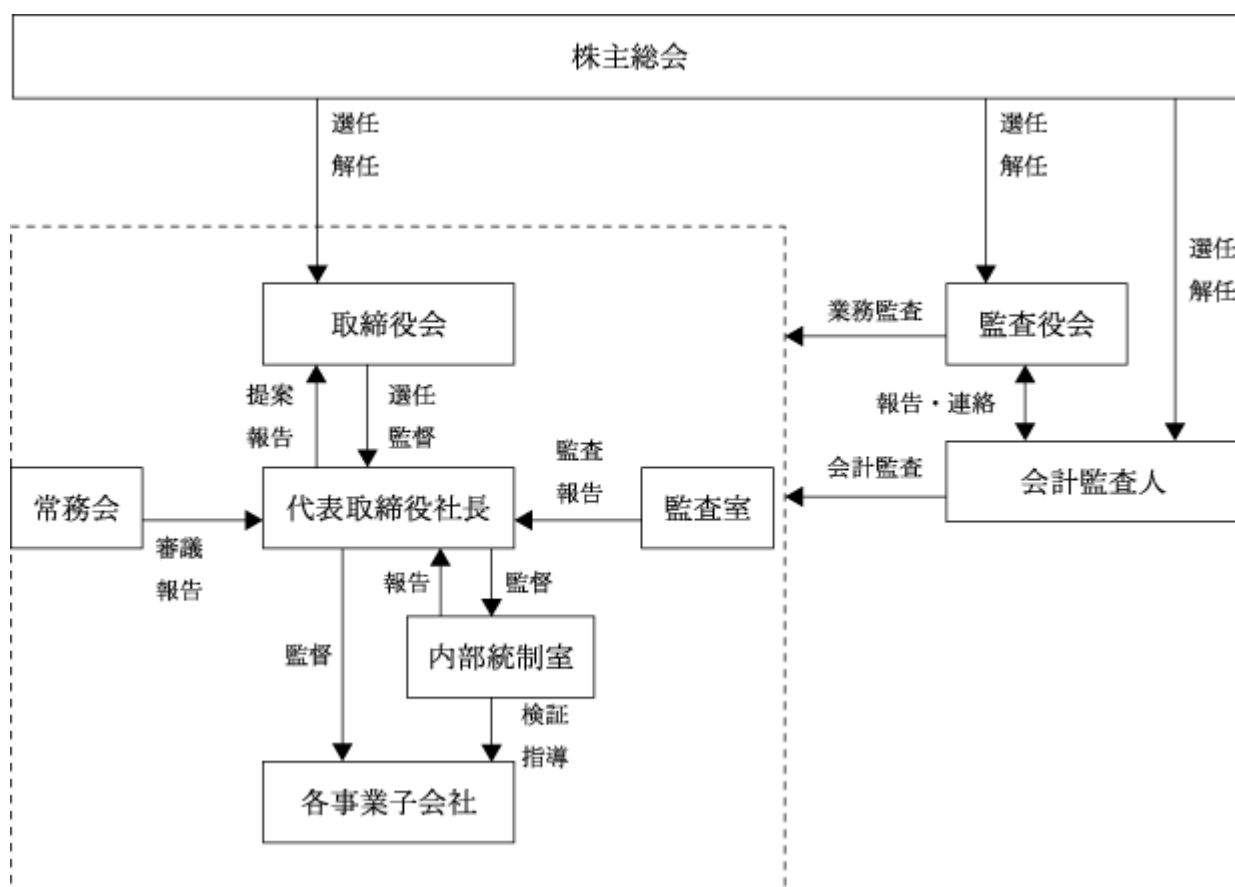 株主総会
選任
解任
選任
解任
選任
解任
取締役会
業務監査
監査役会
提案
報告
選任
監督
報告・連絡
監査
報告
会計監査
会計監査人
常務会
代表取締役社長
監査室
審議
報告
報告
監督
監督
内部統制室
検証
指導
各事業子会社